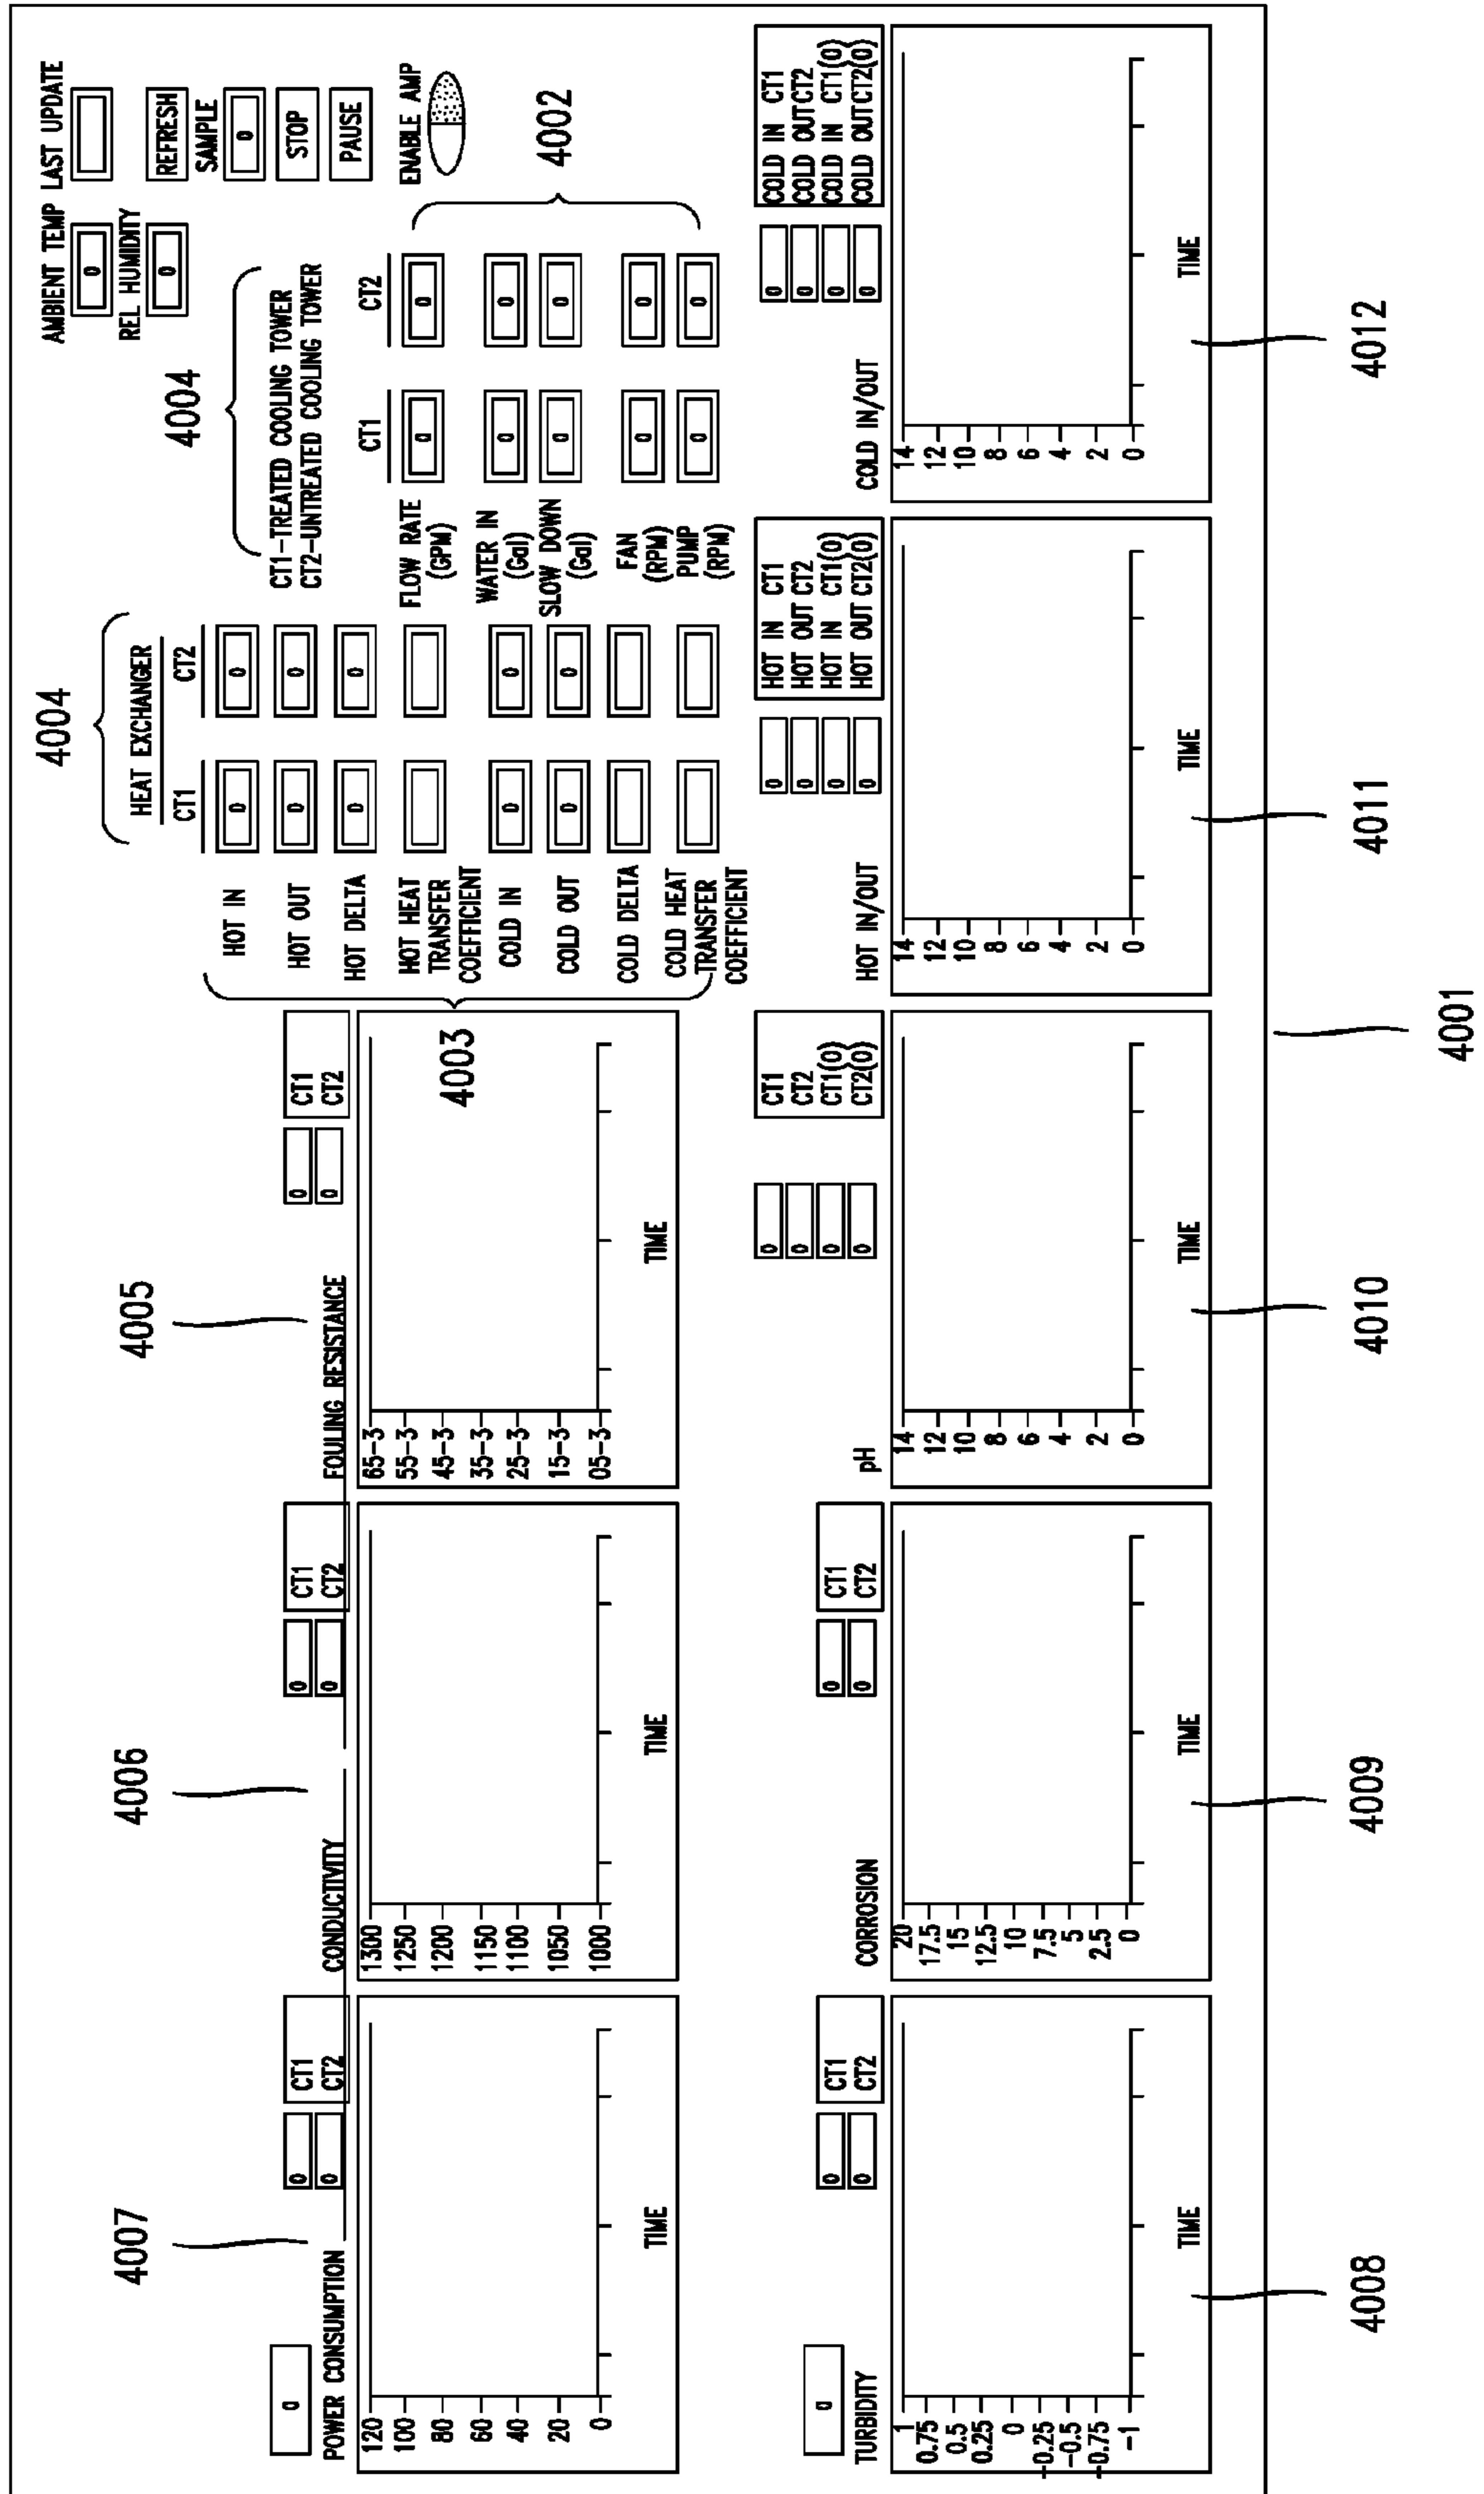 4007
4006
4005
4004
4004
AMBIENT TEMP
LAST UPDATE
0
REL HUMIDITY
0
REFRESH
SAMPLE
0
STOP
PAUSE
ENABLE AMP
4002
CT1-TREATED COOLING TOWER
CT2-UNTREATED COOLING TOWER
CT1 CT2
FLOW RATE (GPM) 0 0
WATER IN (Gal) 0 0
SLOW DOWN (Gal) 0 0
FAN (RPM) 0 0
PUMP (RPM) 0 0
HEAT EXCHANGER
CT1 CT2
HOT IN 0 0
HOT OUT 0 0
HOT DELTA 0 0
HOT HEAT
TRANSFER
COEFFICIENT
COLD IN 0 0
COLD OUT 0 0
COLD DELTA
COLD HEAT
TRANSFER
COEFFICIENT
4003
0
POWER CONSUMPTION
0 CT1
0 CT2
120
100
80
60
40
20
0
TIME
CONDUCTIVITY
0 CT1
0 CT2
1300
1250
1200
1150
1100
1050
1000
TIME
FOULING RESISTANCE
0 CT1
0 CT2
65-3
55-3
45-3
35-3
25-3
15-3
05-3
TIME
0
TURBIDITY
0 CT1
0 CT2
1
0.75
0.5
0.25
0
-0.25
-0.5
-0.75
-1
TIME
CORROSION
0 CT1
0 CT2
20
17.5
15
12.5
10
7.5
5
2.5
0
TIME
pH
0 CT1
0 CT2
0 CT1(0)
0 CT2(0)
14
12
10
8
6
4
2
0
TIME
HOT IN/OUT
0 HOT IN CT1
0 HOT OUT CT2
0 HOT IN CT1(0)
0 HOT OUT CT2(0)
14
12
10
8
6
4
2
0
TIME
COLD IN/OUT
0 COLD IN CT1
0 COLD OUT CT2
0 COLD IN CT1(0)
0 COLD OUT CT2(0)
14
12
10
8
6
4
2
0
TIME
4008
4009
4010
4011
4012
4001